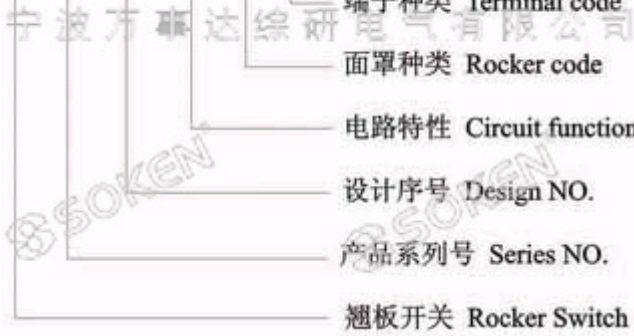 端子种类 Terminal code
宁波万事达综研电气有限公司
面罩种类 Rocker code
电路特性 Circuit function
SOKEN
设计序号 Design NO.
SOKEN
产品系列号 Series NO.
翘板开关 Rocker Switch